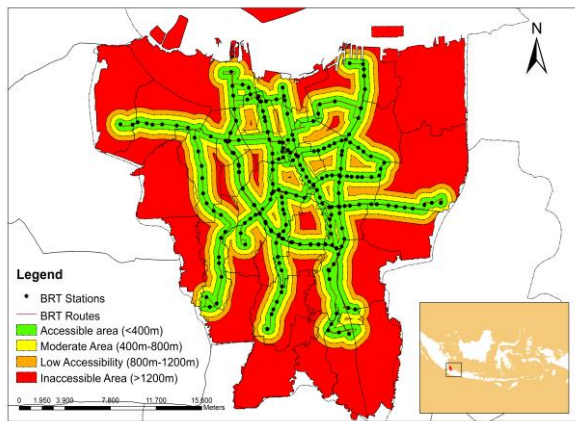 N
Legend
BRT Stations
BRT Routes
Accessible area (<400m)
Moderate Area (400m-800m)
Low Accessibility (800m-1200m)
Inaccessible Area (>1200m)
0 1.950 3.900 7.800 11.700 15.600
Meters